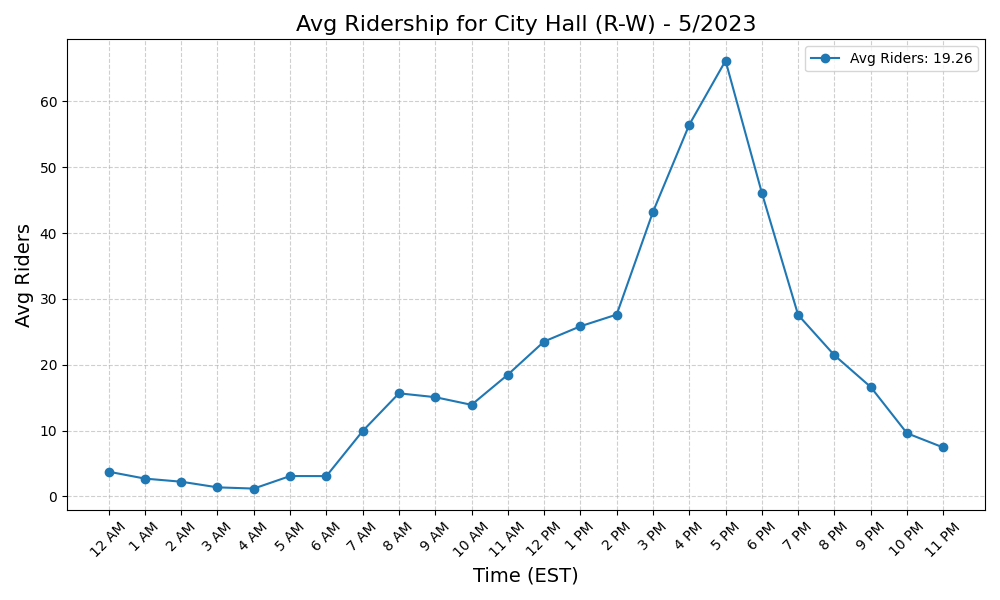 Avg Ridership for City Hall (R-W) - 5/2023
Avg Riders: 19.26
Avg Riders
60
50
40
30
20
10
0
12 AM
1 AM
2 AM
3 AM
4 AM
5 AM
6 AM
7 AM
8 AM
9 AM
10 AM
11 AM
12 PM
1 PM
2 PM
3 PM
4 PM
5 PM
6 PM
7 PM
8 PM
9 PM
10 PM
11 PM
Time (EST)